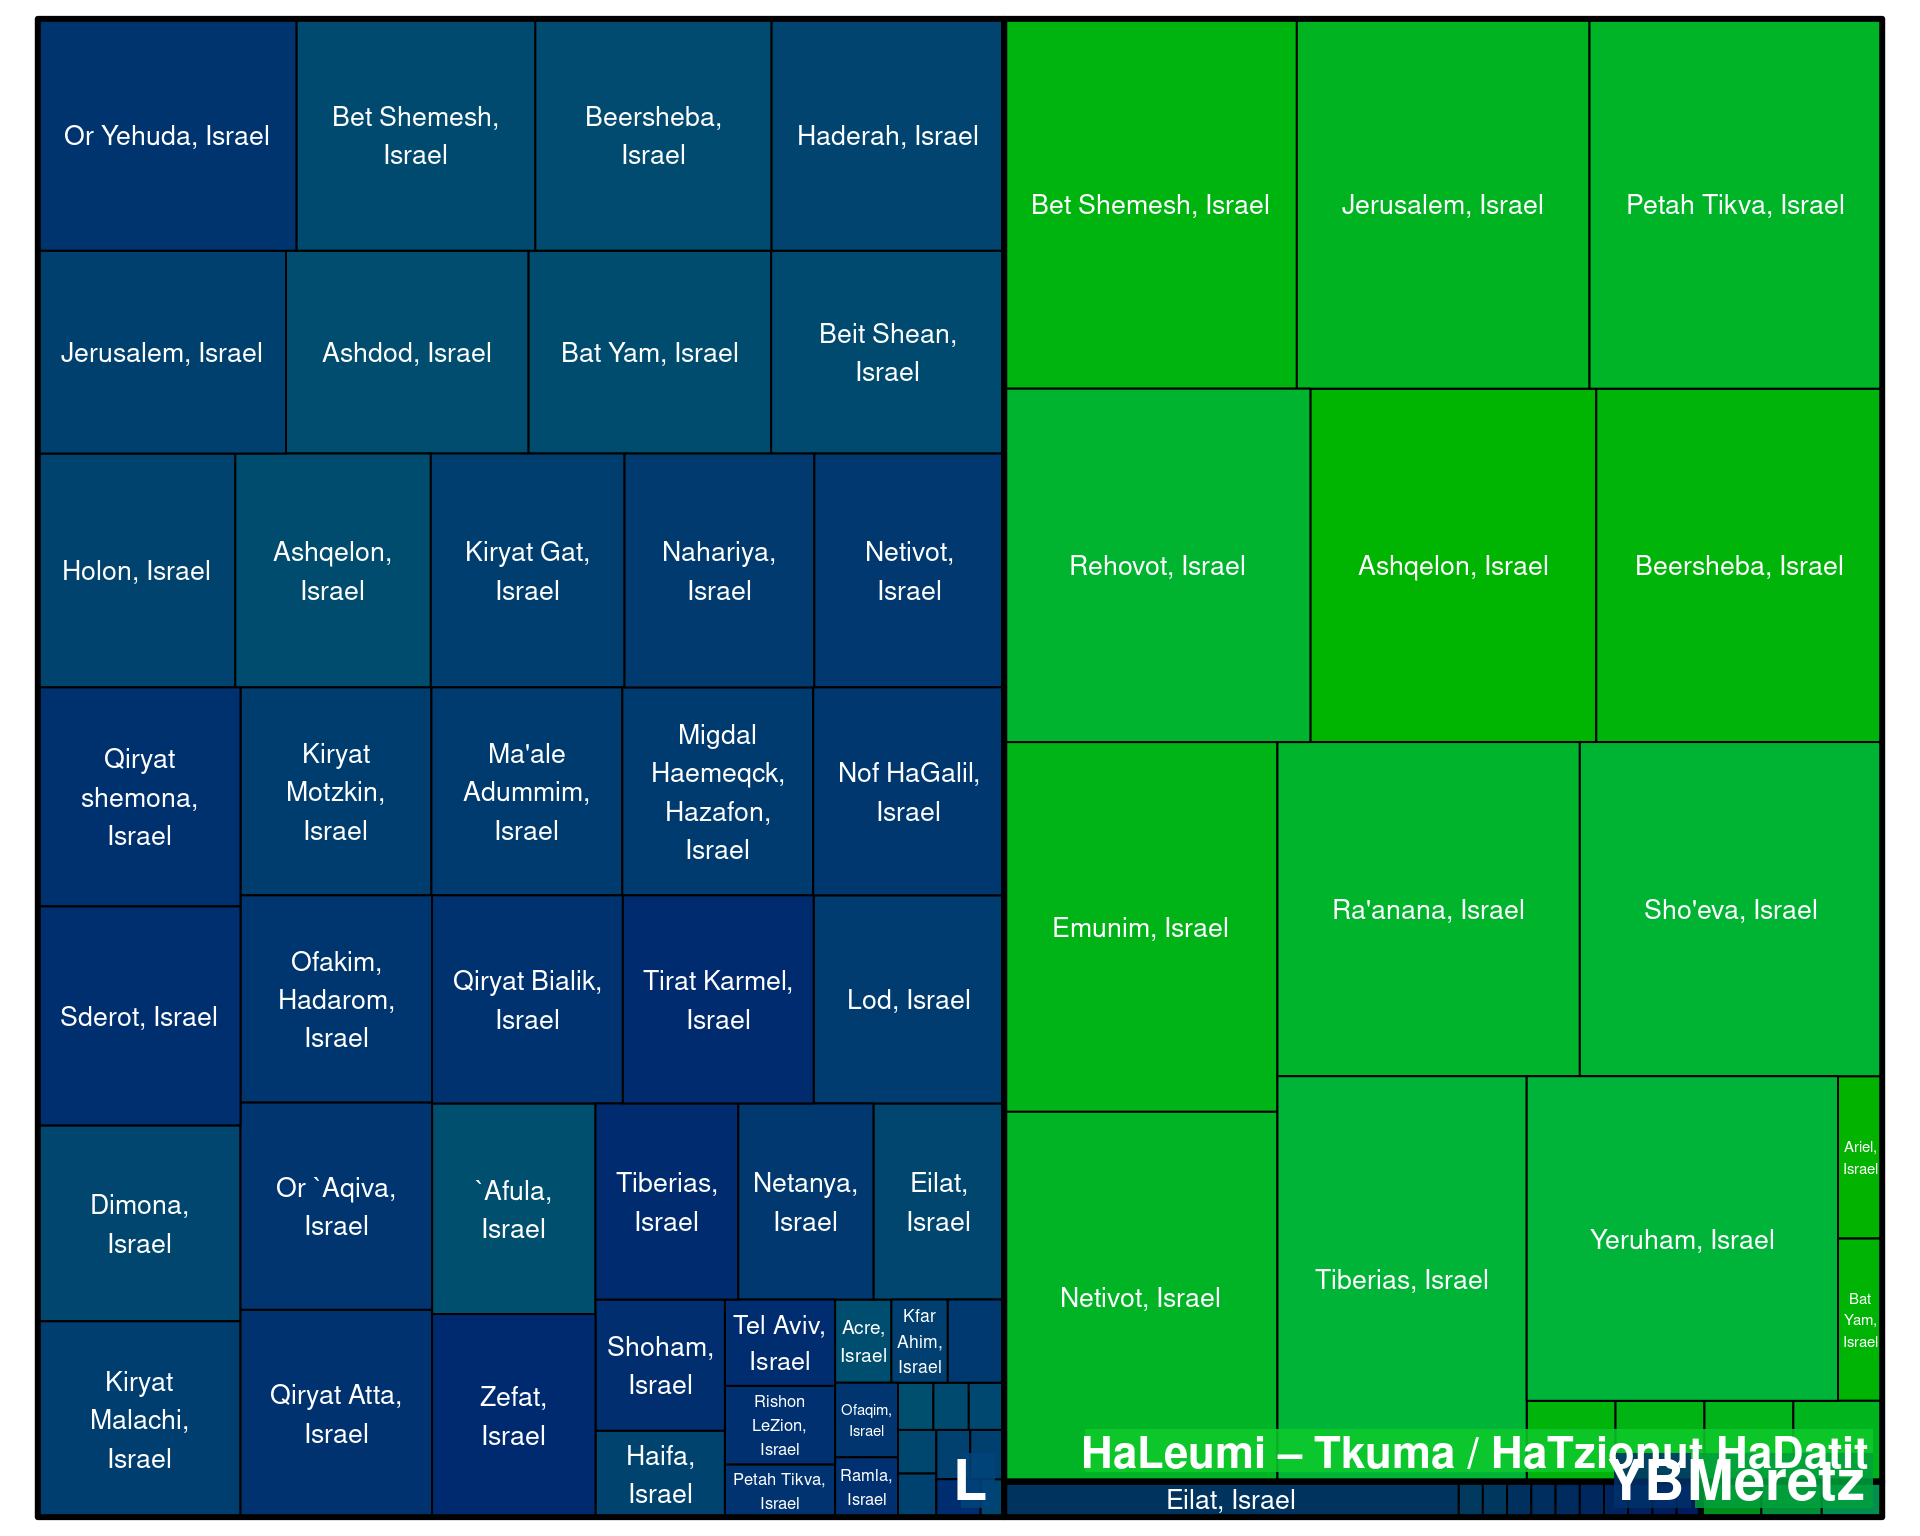 Or Yehuda, Israel
Bet Shemesh,
Israel
Beersheba,
Israel
Haderah, Israel
Jerusalem, Israel
Ashdod, Israel
Bat Yam, Israel
Beit Shean,
Israel
Holon, Israel
Ashqelon,
Israel
Kiryat Gat,
Israel
Nahariya,
Israel
Netivot,
Israel
Qiryat
shemona,
Israel
Kiryat
Motzkin,
Israel
Ma'ale
Adummim,
Israel
Migdal
Haemeqck,
Hazafon,
Israel
Nof HaGalil,
Israel
Sderot, Israel
Ofakim,
Hadarom,
Israel
Qiryat Bialik,
Israel
Tirat Karmel,
Israel
Lod, Israel
Dimona,
Israel
Or `Aqiva,
Israel
`Afula,
Israel
Tiberias,
Israel
Netanya,
Israel
Eilat,
Israel
Kiryat
Malachi,
Israel
Qiryat Atta,
Israel
Zefat,
Israel
Shoham,
Israel
Haifa,
Israel
Tel Aviv,
Israel
Rishon
LeZion,
Israel
Petah Tikva,
Israel
Acre,
Israel
Kfar
Ahim,
Israel
Ofaqim,
Israel
Ramla,
Israel
L
Bet Shemesh, Israel
Jerusalem, Israel
Petah Tikva, Israel
Rehovot, Israel
Ashqelon, Israel
Beersheba, Israel
Emunim, Israel
Ra'anana, Israel
Sho'eva, Israel
Netivot, Israel
Tiberias, Israel
Yeruham, Israel
Ariel,
Israel
Bat
Yam,
Israel
HaLeumi – Tkuma / HaTzionut HaDatit
Eilat, Israel
YB
Meretz